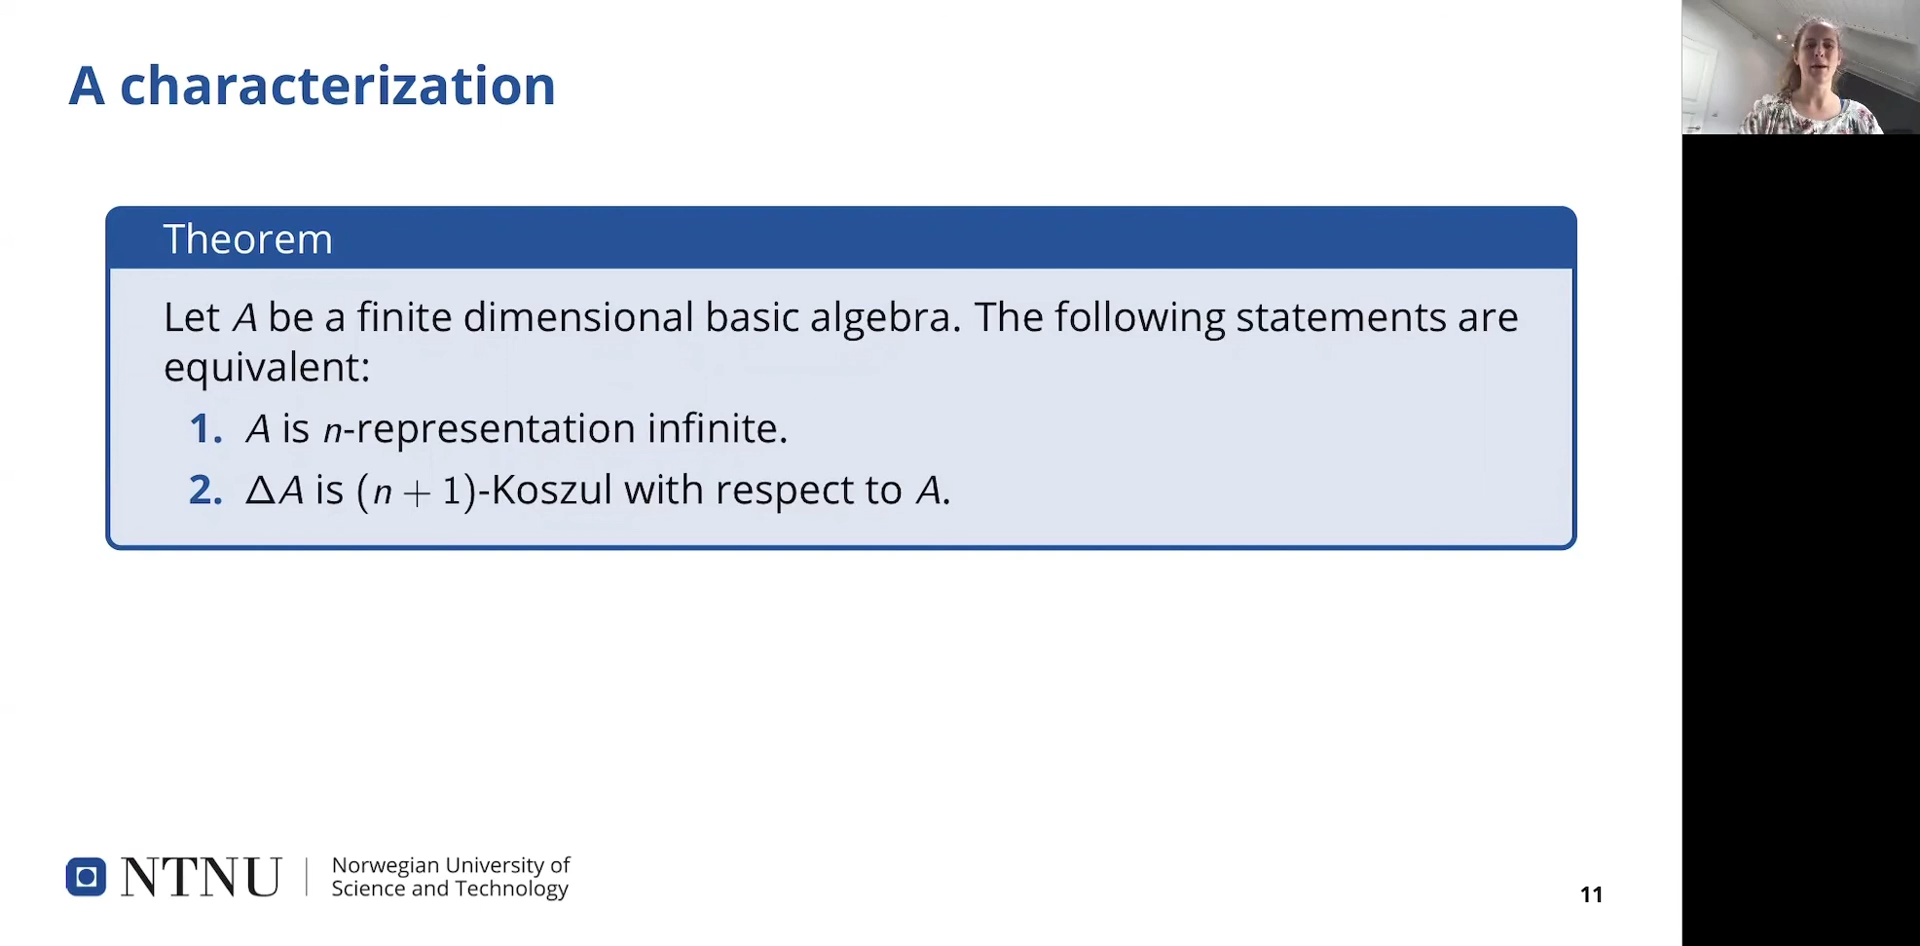 A characterization
Theorem
Let A be a finite dimensional basic algebra. The following statements are
equivalent:
1. A is n-representation infinite.
2. ΔA is (n + 1)-Koszul with respect to A.
NTNU
Norwegian University of
Science and Technology
11